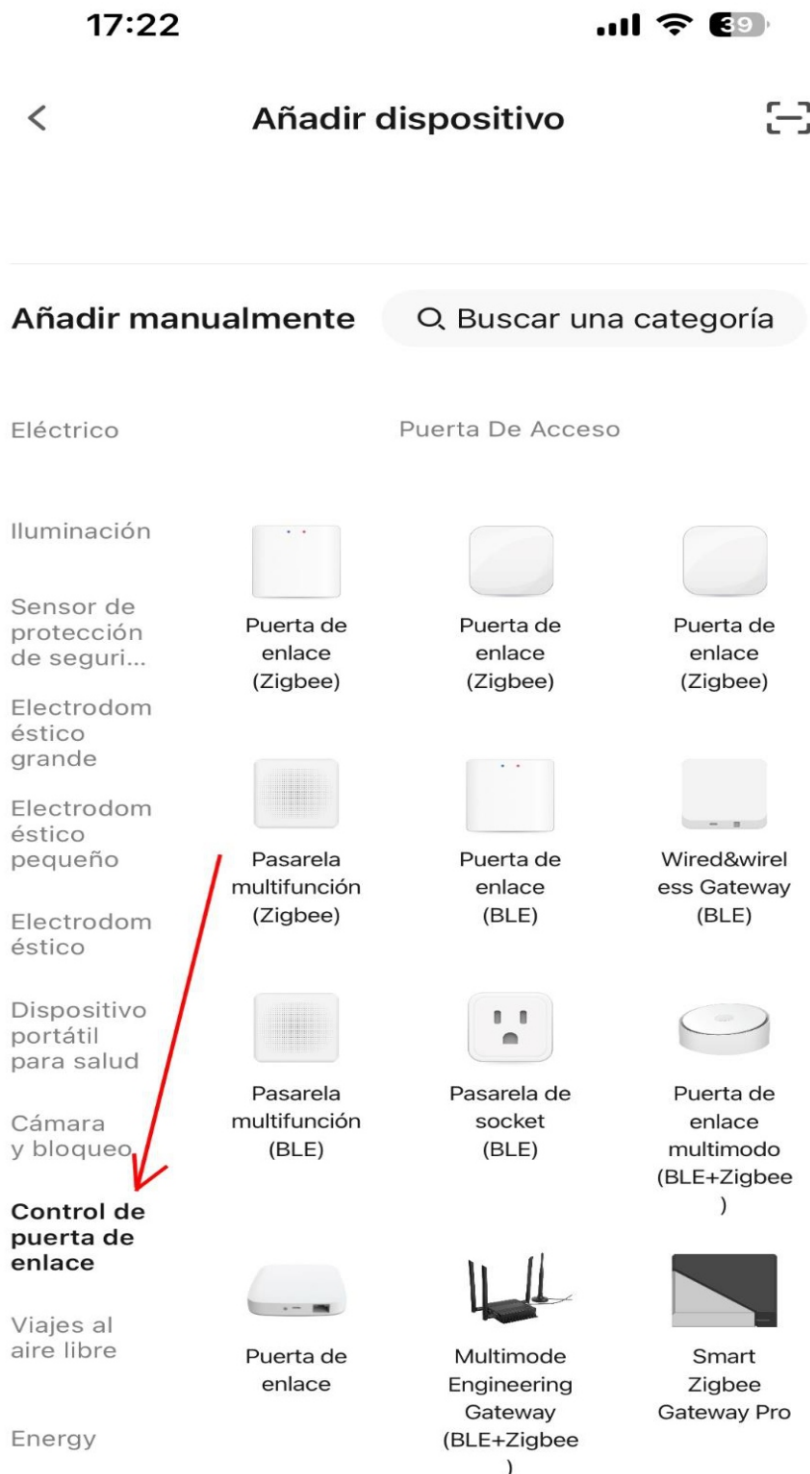 17:22
39
Añadir dispositivo
Añadir manualmente
Buscar una categoría
Eléctrico
Iluminación
Sensor de
protección
de seguri...
Electrodom
éstico
grande
Electrodom
éstico
pequeño
Electrodom
éstico
Dispositivo
portátil
para salud
Cámara
y bloqueo
Control de
puerta de
enlace
Viajes al
aire libre
Energy
Puerta De Acceso
Puerta de
enlace
(Zigbee)
Puerta de
enlace
(Zigbee)
Puerta de
enlace
(Zigbee)
Pasarela
multifunción
(Zigbee)
Puerta de
enlace
(BLE)
Wired&wirel
ess Gateway
(BLE)
Pasarela
multifunción
(BLE)
Pasarela de
socket
(BLE)
Puerta de
enlace
multimodo
(BLE+Zigbee
)
Puerta de
enlace
Multimode
Engineering
Gateway
(BLE+Zigbee
)
Smart
Zigbee
Gateway Pro